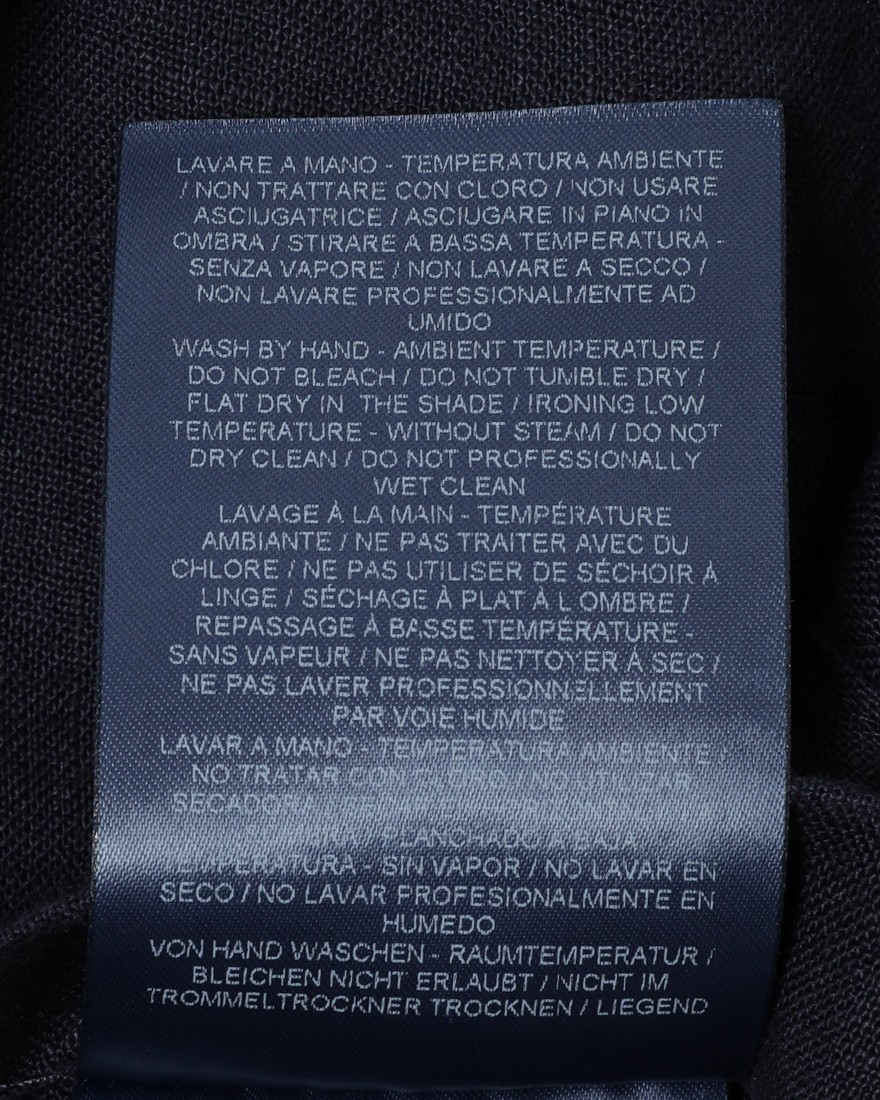 LAVARE A MANO - TEMPERATURA AMBIENTE
/ NON TRATTARE CON CLORO / NON USARE
ASCIUGATRICE / ASCIUGARE IN PIANO IN
OMBRA / STIRARE A BASSA TEMPERATURA -
SENZA VAPORE / NON LAVARE A SECCO /
NON LAVARE PROFESSIONALMENTE AD
UMIDO
WASH BY HAND - AMBIENT TEMPERATURE /
DO NOT BLEACH / DO NOT TUMBLE DRY /
FLAT DRY IN THE SHADE / IRONING LOW
TEMPERATURE - WITHOUT STEAM / DO NOT
DRY CLEAN / DO NOT PROFESSIONALLY
WET CLEAN
LAVAGE À LA MAIN - TEMPÉRATURE
AMBIANTE / NE PAS TRAITER AVEC DU
CHLORE / NE PAS UTILISER DE SÉCHOIR À
LINGE / SÉCHAGE À PLAT À L OMBRE /
REPASSAGE À BASSE TEMPÉRATURE -
SANS VAPEUR / NE PAS NETTOYER À SEC /
NE PAS LAVER PROFESSIONNELLEMENT
PAR VOIE HUMIDE
LAVAR A MANO - TEMPERATURA AMBIENTE /
NO TRATAR CON CLORO / NO UTILIZAR
SECADORA /
PLANCHADO A BAJA
TEMPERATURA - SIN VAPOR / NO LAVAR EN
SECO / NO LAVAR PROFESIONALMENTE EN
HUMEDO
VON HAND WASCHEN - RAUMTEMPERATUR /
BLEICHEN NICHT ERLAUBT / NICHT IM
TROMMELTROCKNER TROCKNEN / LIEGEND